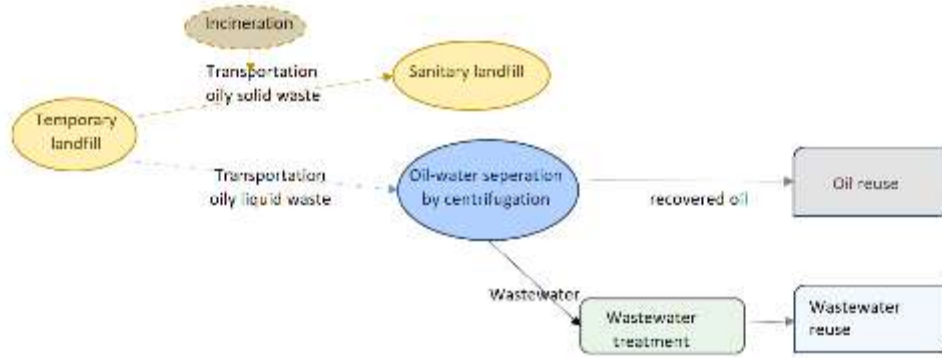 Incineration
Transportation
oily solid waste
Sanitary landfill
Temporary
landfill
Transportation
oily liquid waste
Oil-water seperation
by centrifugation
recovered oil
Oil reuse
Wastewater
Wastewater
treatment
Wastewater
reuse